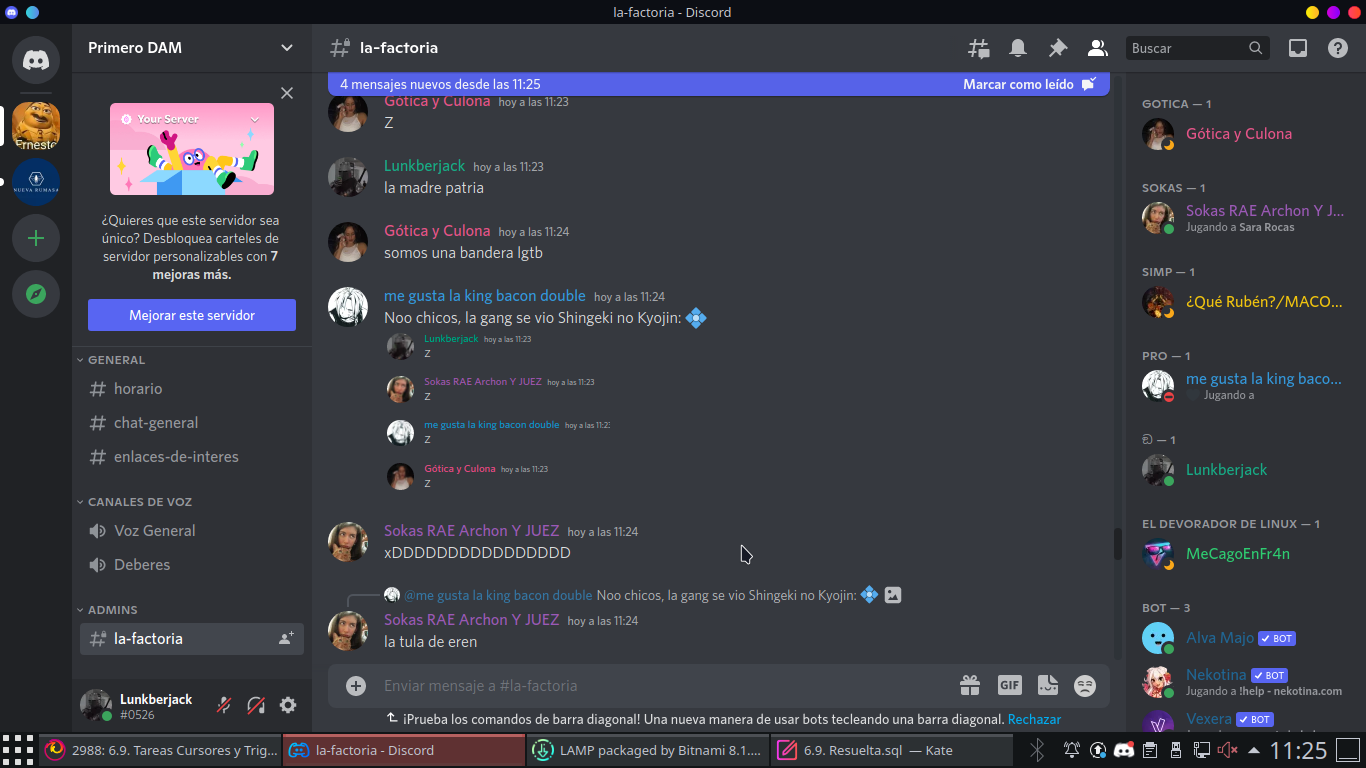 la-factoria - Discord
Ernesto
NUEVA RUMASA
Primero DAM
Your Server
¿Quieres que este servidor sea
único? Desbloquea carteles de
servidor personalizables con 7
mejoras más.
Mejorar este servidor
GENERAL
horario
chat-general
enlaces-de-interes
CANALES DE VOZ
Voz General
Deberes
ADMINS
la-factoria
Lunkberjack
#0526
la-factoria
Buscar
4 mensajes nuevos desde las 11:25
Marcar como leído
Gótica y Culona hoy a las 11:23
Z
Lunkberjack hoy a las 11:23
la madre patria
Gótica y Culona hoy a las 11:24
somos una bandera lgtb
me gusta la king bacon double hoy a las 11:24
Noo chicos, la gang se vio Shingeki no Kyojin:
Lunkberjack hoy a las 11:23
Z
Sokas RAE Archon Y JUEZ hoy a las 11:23
Z
me gusta la king bacon double hoy a las 11:23
Z
Gótica y Culona hoy a las 11:23
Z
Sokas RAE Archon Y JUEZ hoy a las 11:24
xDDDDDDDDDDDDDDDD
@me gusta la king bacon double Noo chicos, la gang se vio Shingeki no Kyojin:
Sokas RAE Archon Y JUEZ hoy a las 11:24
la tula de eren
Enviar mensaje a #la-factoria
GIF
¡Prueba los comandos de barra diagonal! Una nueva manera de usar bots tecleando una barra diagonal. Rechazar
GOTICA — 1
Gótica y Culona
SOKAS — 1
Sokas RAE Archon Y J...
Jugando a Sara Rocas
SIMP — 1
¿Qué Rubén?/MACO...
PRO — 1
me gusta la king baco...
Jugando a
— 1
Lunkberjack
EL DEVORADOR DE LINUX — 1
MeCagoEnFr4n
BOT — 3
Alva Majo BOT
Nekotina BOT
Jugando a !help - nekotina.com
Vexera BOT
2988: 6.9. Tareas Cursores y Trig...
la-factoria - Discord
LAMP packaged by Bitnami 8.1....
6.9. Resuelta.sql — Kate
11:25